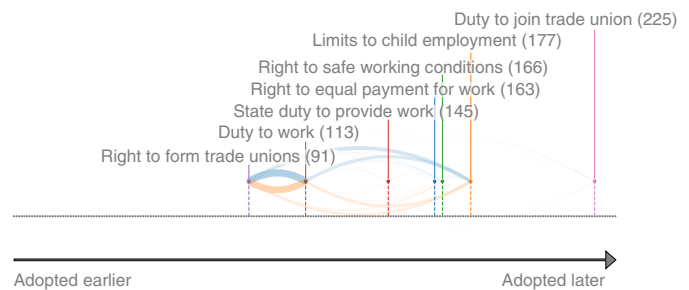 Duty to join trade union (225)
Limits to child employment (177)
Right to safe working conditions (166)
Right to equal payment for work (163)
State duty to provide work (145)
Duty to work (113)
Right to form trade unions (91)
Adopted earlier
Adopted later